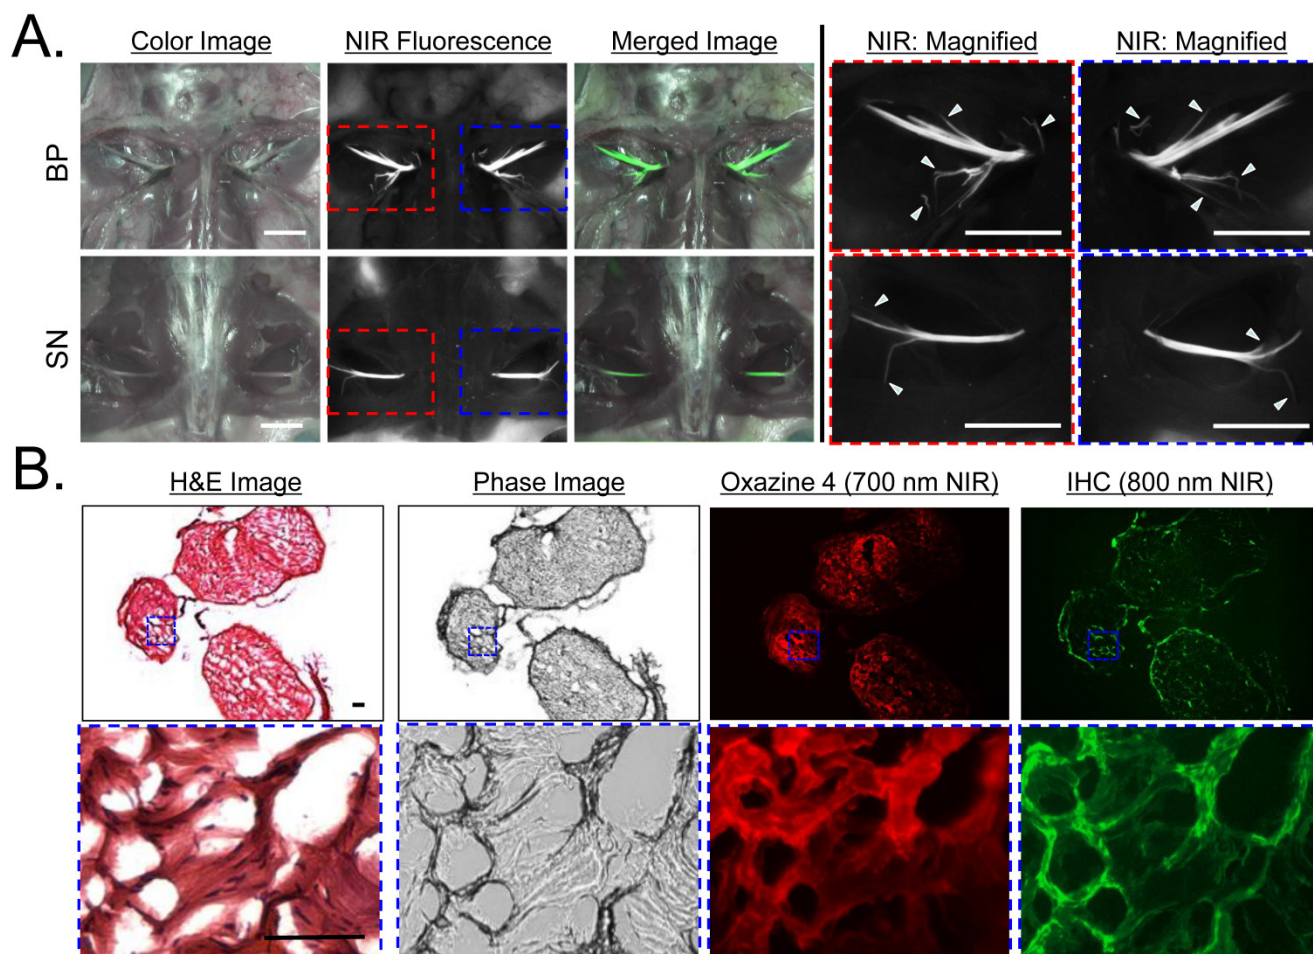 A.
Color Image
NIR Fluorescence
Merged Image
NIR: Magnified
NIR: Magnified
BP
SN
B.
H&E Image
Phase Image
Oxazine 4 (700 nm NIR)
IHC (800 nm NIR)